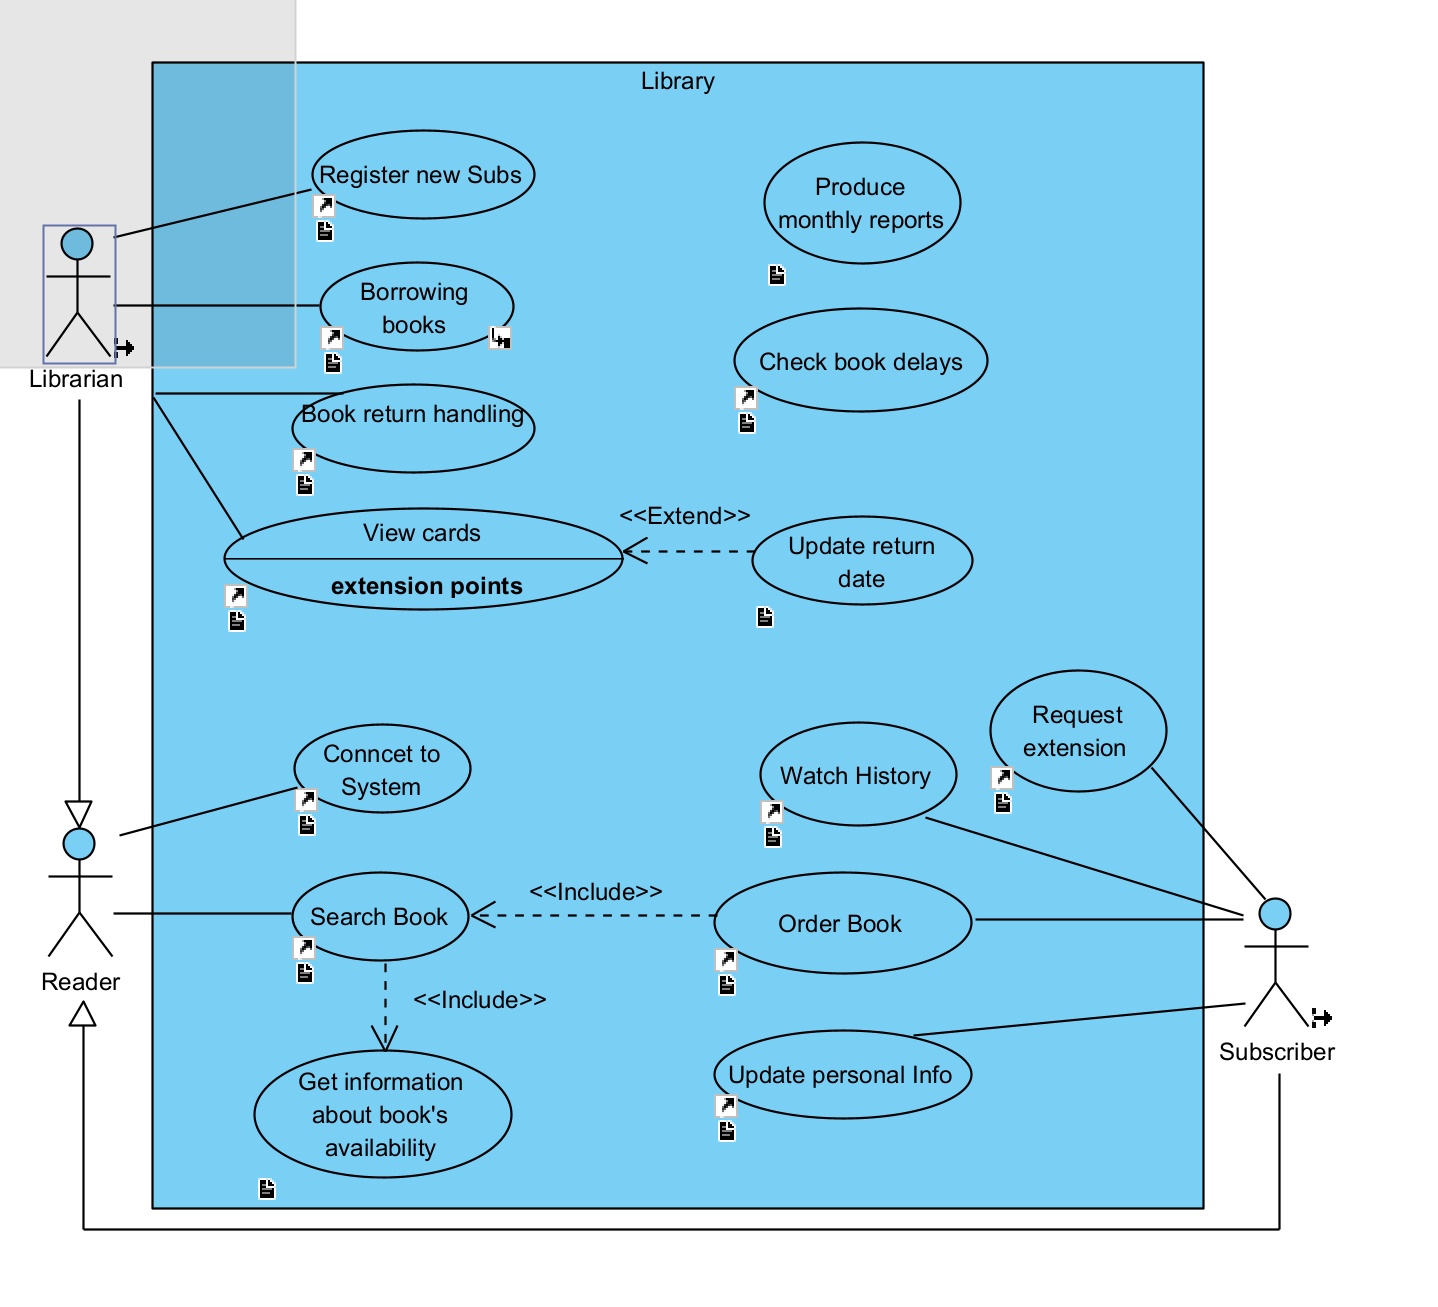 Library
Register new Subs
Produce
monthly reports
Borrowing
books
Librarian
Check book delays
Book return handling
<<Extend>>
View cards
extension points
Update return
date
Request
extension
Conncet to
System
Watch History
<<Include>>
Search Book
Order Book
Reader
<<Include>>
Subscriber
Get information
about book's
availability
Update personal Info